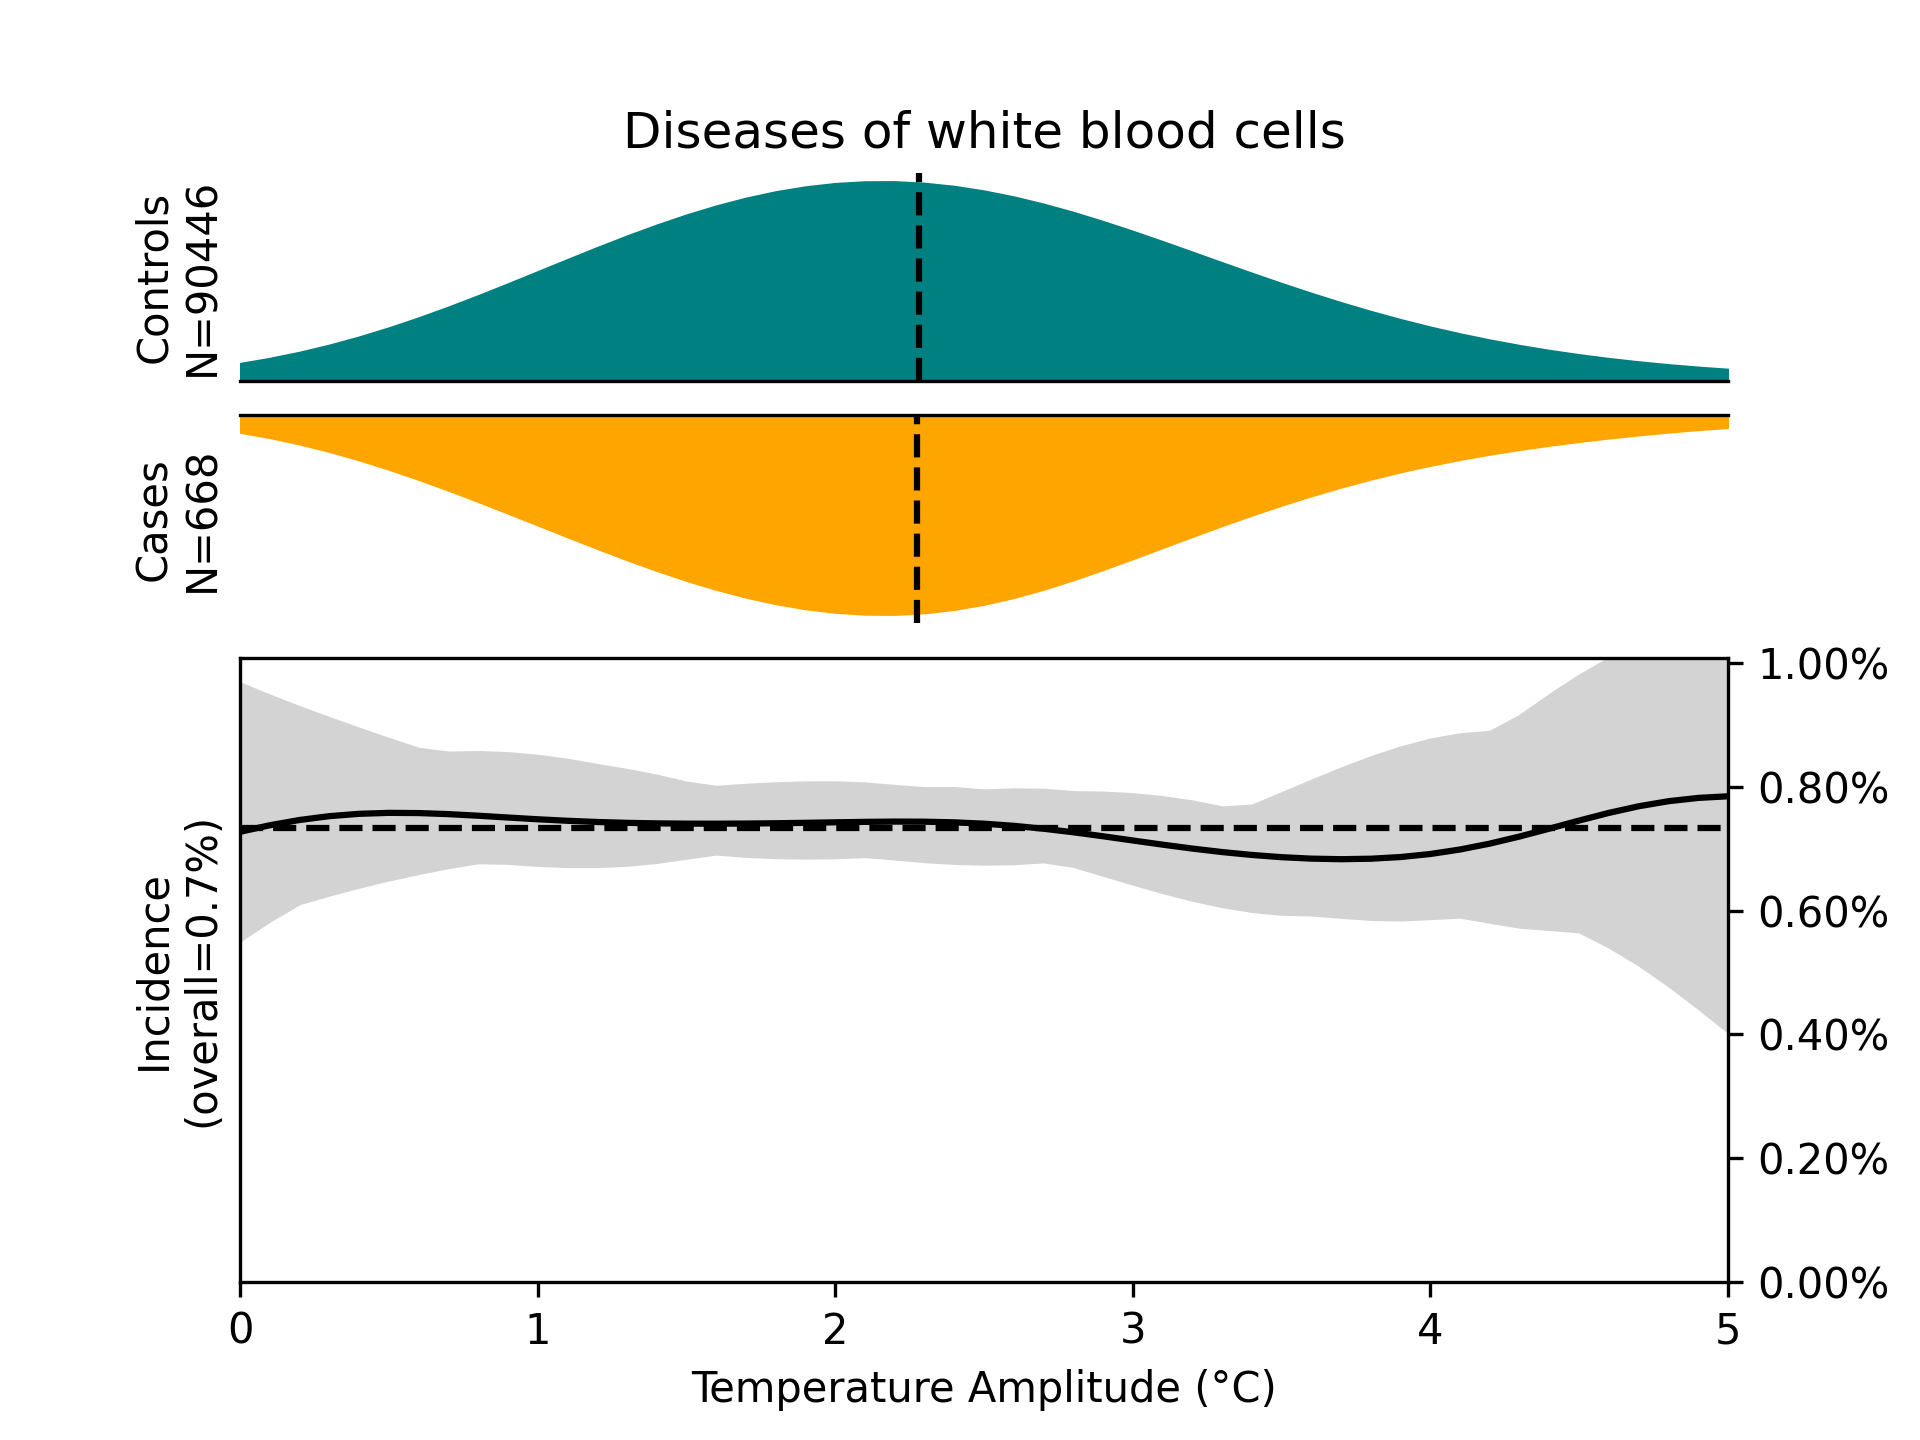 Diseases of white blood cells
Controls
N=90446
Cases
N=668
Incidence
(overall=0.7%)
1.00%
0.80%
0.60%
0.40%
0.20%
0.00%
0 1 2 3 4 5
Temperature Amplitude (°C)